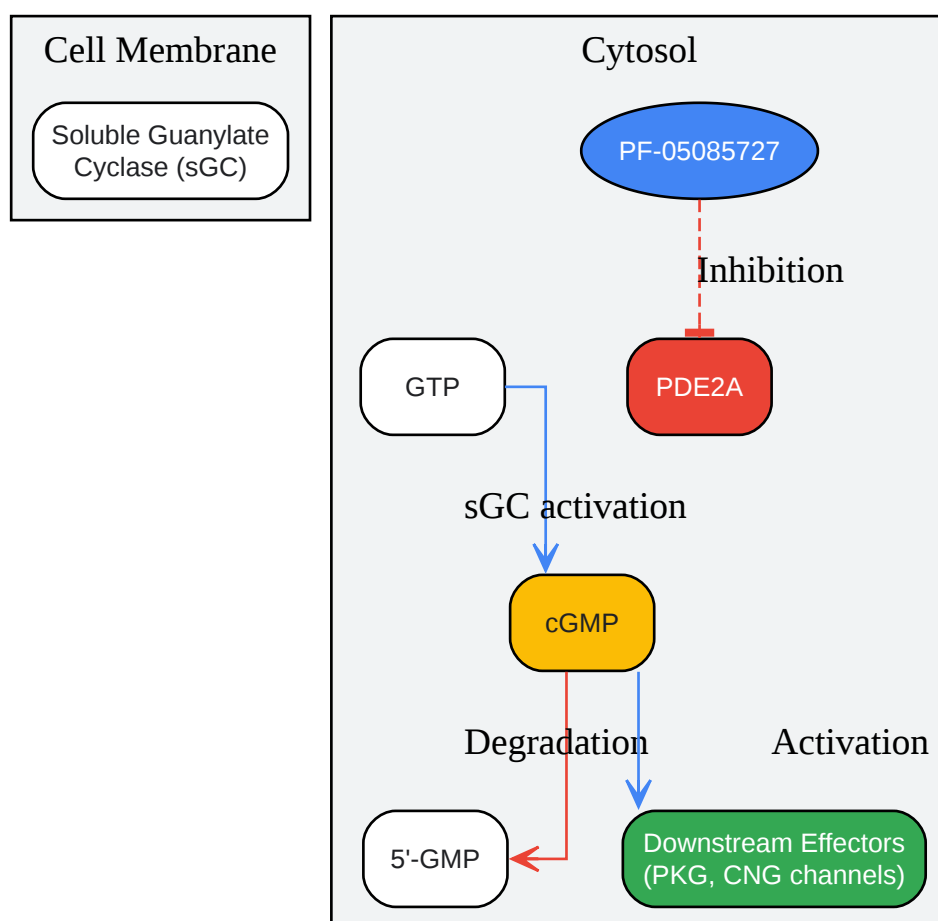 Cell Membrane
Soluble Guanylate
Cyclase (sGC)
Cytosol
PF-05085727
Inhibition
GTP
PDE2A
sGC activation
cGMP
Degradation
Activation
5'-GMP
Downstream Effectors
(PKG, CNG channels)